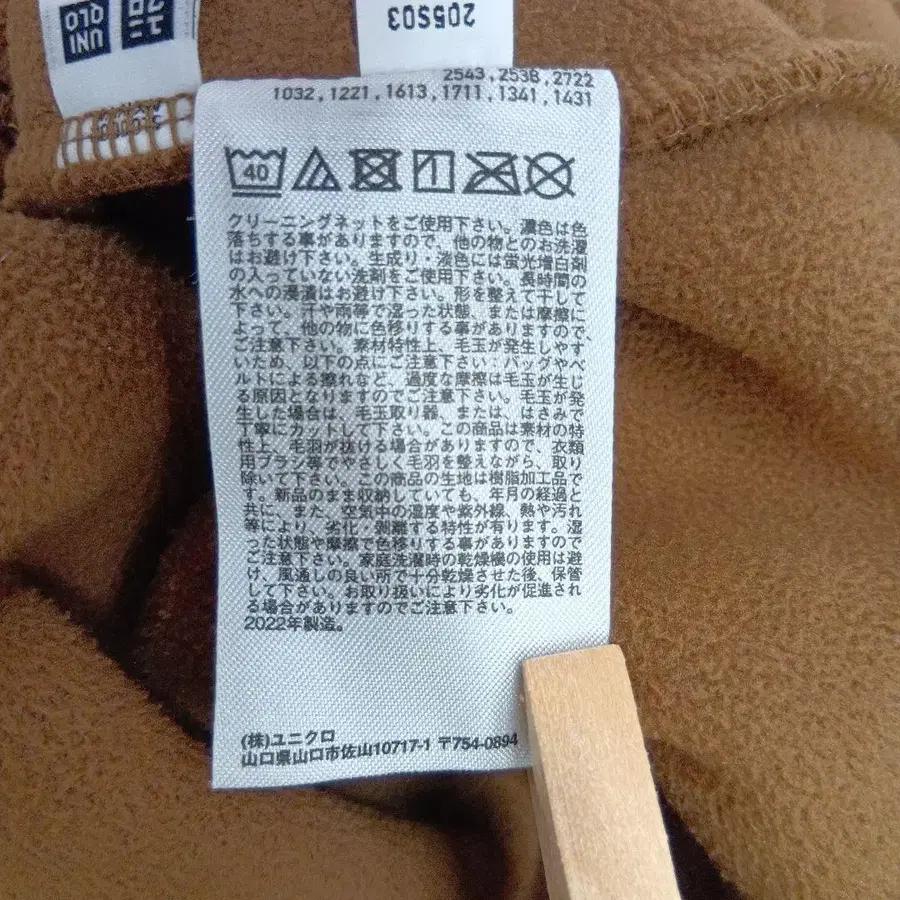 UNI
QLO
205S03
2543,2538,2722
1032,1221,1613,1711,1341,1431
40
クリーニングネットをご使用下さい。濃色は色
落ちする事がありますので、他の物とのお洗濯
はお避け下さい。生成り・淡色には蛍光増白剤
の入っていない洗剤をご使用下さい。長時間の
水への浸漬はお避け下さい。形を整えて干して
下さい。汗や雨等で湿った状態、または摩擦に
よって、他の物に色移りする事がありますので、
ご注意下さい。素材特性上、毛玉が発生しやす
いため、以下の点にご注意下さい：バッグやベ
ルトによる擦れなど、過度な摩擦は毛玉が生じ
る原因となりますのでご注意下さい。毛玉が発
生した場合は、毛玉取り器、または、はさみで
丁寧にカットして下さい。この商品は素材の特
性上、毛羽が抜ける場合がありますので、衣類
用ブラシ等でやさしく毛羽を整えながら、取り
除いて下さい。この商品の生地は樹脂加工品で
す。新品のまま収納していても、年月の経過と
共に、また、空気中の湿度や紫外線、熱や汚れ
等により、劣化・剥離する特性が有ります。湿
った状態や摩擦で色移りする事がありますので
ご注意下さい。家庭洗濯時の乾燥機の使用は避
け、風通しの良い所で十分乾燥させた後、保管
して下さい。お取り扱いにより劣化が促進され
る場合がありますのでご注意下さい。
2022年製造。
(株)ユニクロ
山口県山口市佐山10717-1 〒754-0894